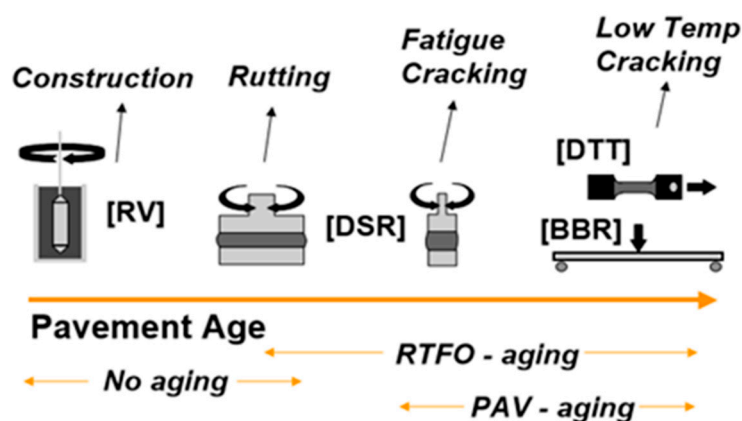 Construction
Rutting
Fatigue
Cracking
Low Temp
Cracking
[RV]
[DSR]
[DTT]
[BBR]
Pavement Age
No aging
RTFO - aging
PAV - aging